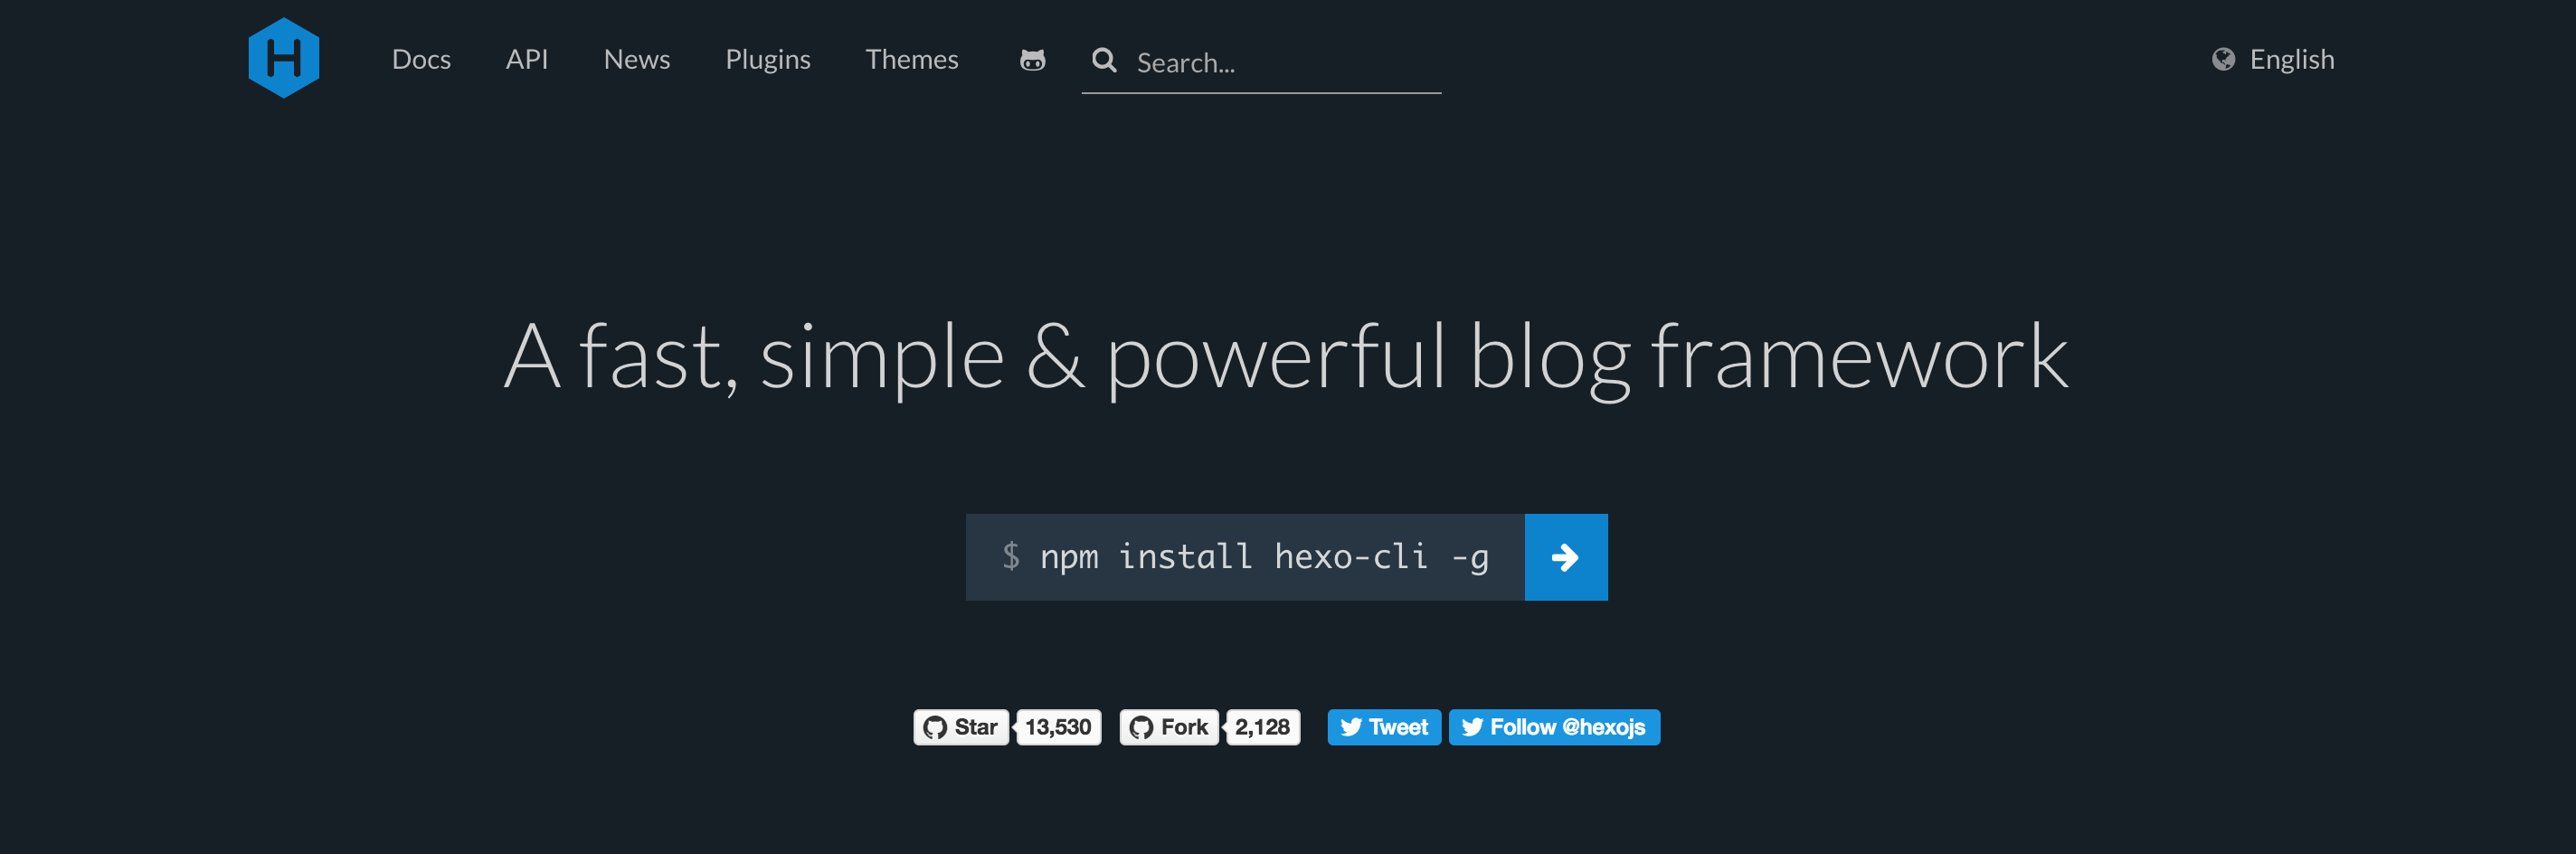 H Docs API News Plugins Themes Search... English
A fast, simple & powerful blog framework
$ npm install hexo-cli -g
Star 13,530 Fork 2,128 Tweet Follow @hexojs